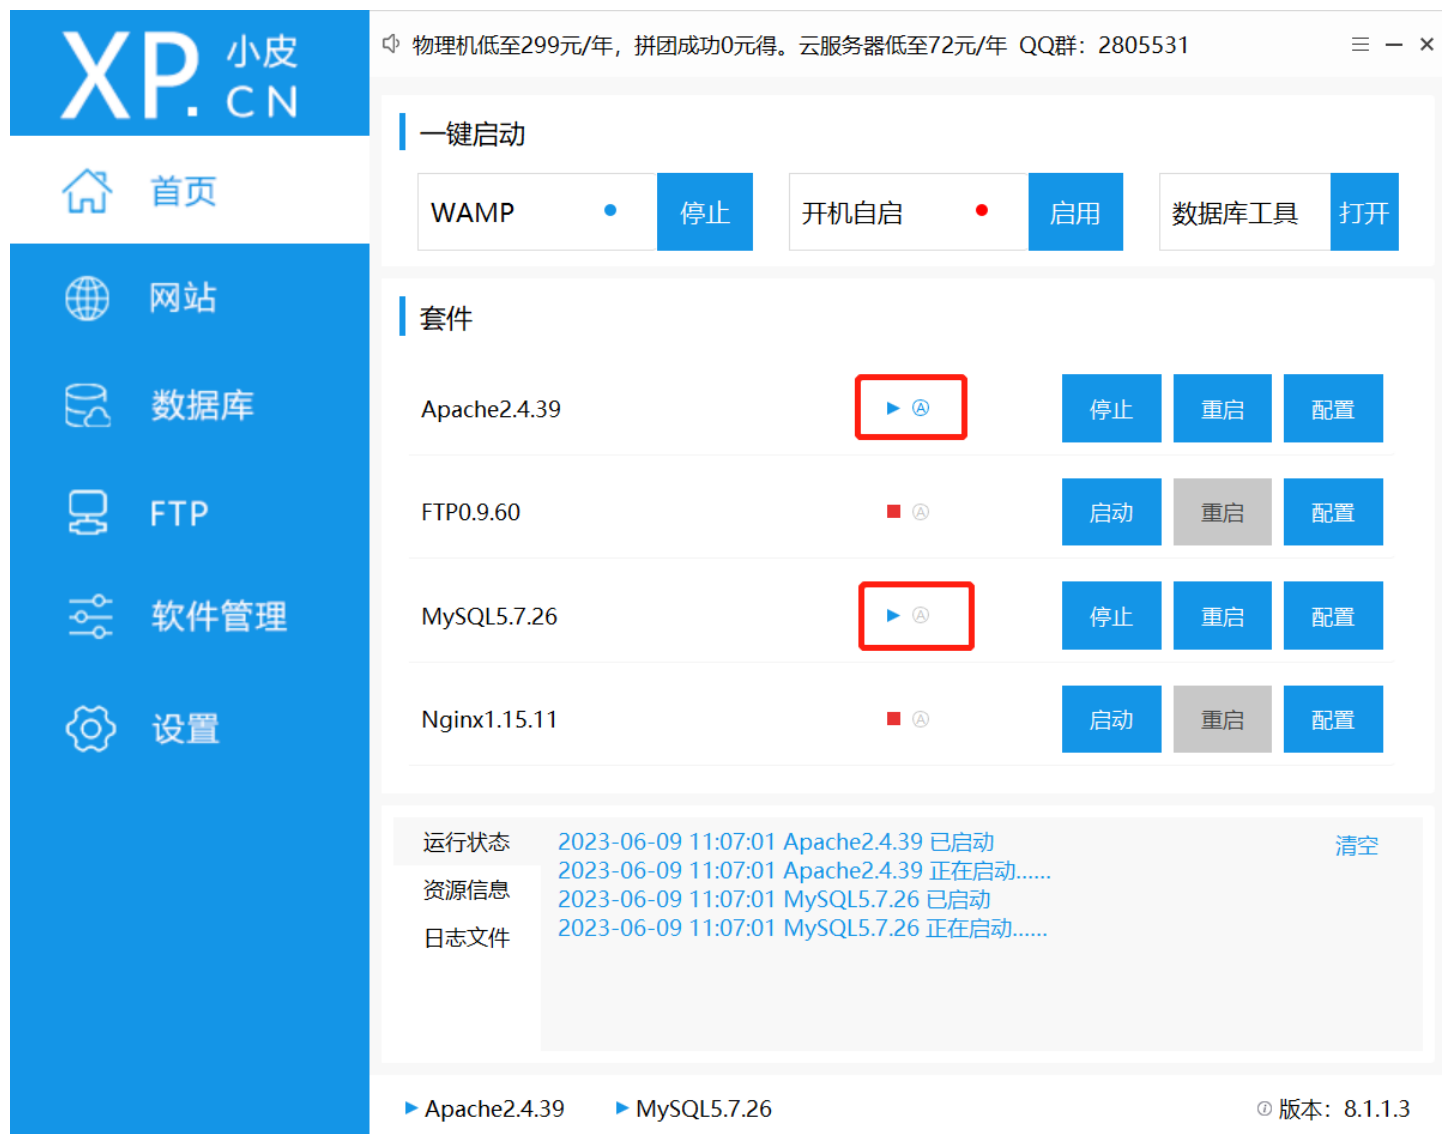 XP.小皮
CN
物理机低至299元/年，拼团成功0元得。云服务器低至72元/年 QQ群：2805531
首页
网站
数据库
FTP
软件管理
设置
一键启动
WAMP 停止 开机自启 启用 数据库工具 打开
套件
Apache2.4.39 Ⓐ 停止 重启 配置
FTP0.9.60 Ⓐ 启动 重启 配置
MySQL5.7.26 Ⓐ 停止 重启 配置
Nginx1.15.11 Ⓐ 启动 重启 配置
运行状态
资源信息
日志文件
2023-06-09 11:07:01 Apache2.4.39 已启动
2023-06-09 11:07:01 Apache2.4.39 正在启动......
2023-06-09 11:07:01 MySQL5.7.26 已启动
2023-06-09 11:07:01 MySQL5.7.26 正在启动......
清空
Apache2.4.39 MySQL5.7.26 版本：8.1.1.3